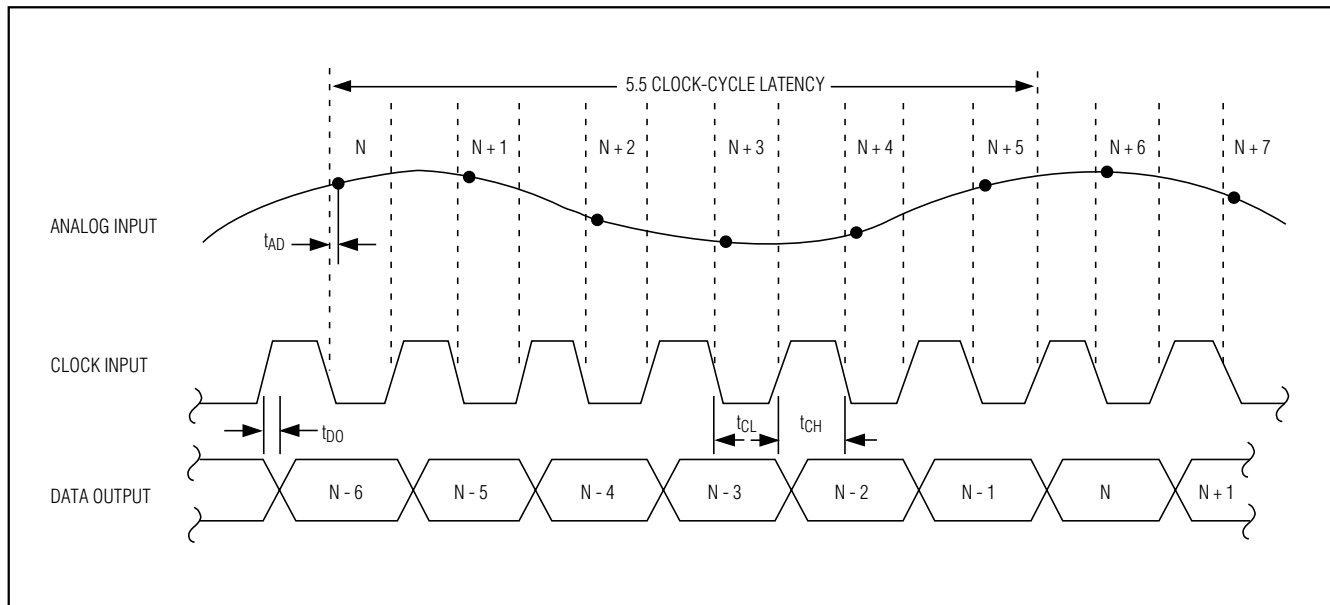 5.5 CLOCK-CYCLE LATENCY
N N + 1 N + 2 N + 3 N + 4 N + 5 N + 6 N + 7
ANALOG INPUT
tAD
CLOCK INPUT
tDO
tCL tCH
DATA OUTPUT
N - 6 N - 5 N - 4 N - 3 N - 2 N - 1 N N + 1